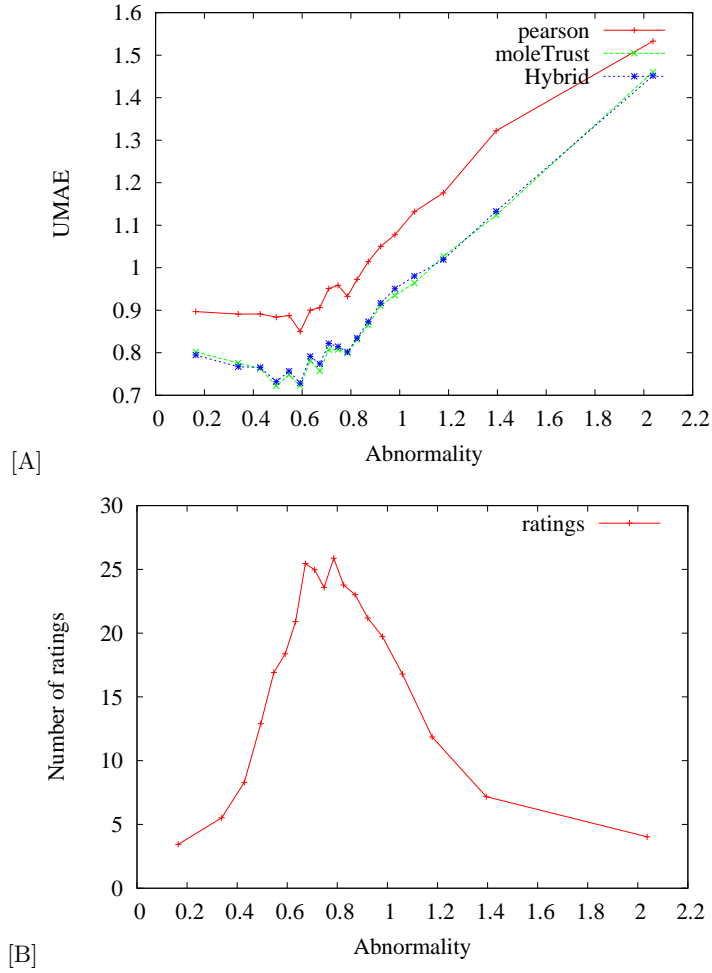 1.6
1.5
1.4
1.3
1.2
1.1
1
0.9
0.8
0.7
UMAE
pearson
moleTrust
Hybrid
0 0.2 0.4 0.6 0.8 1 1.2 1.4 1.6 1.8 2 2.2
Abnormality
[A]
30
25
20
15
10
5
0
Number of ratings
ratings
0 0.2 0.4 0.6 0.8 1 1.2 1.4 1.6 1.8 2 2.2
Abnormality
[B]